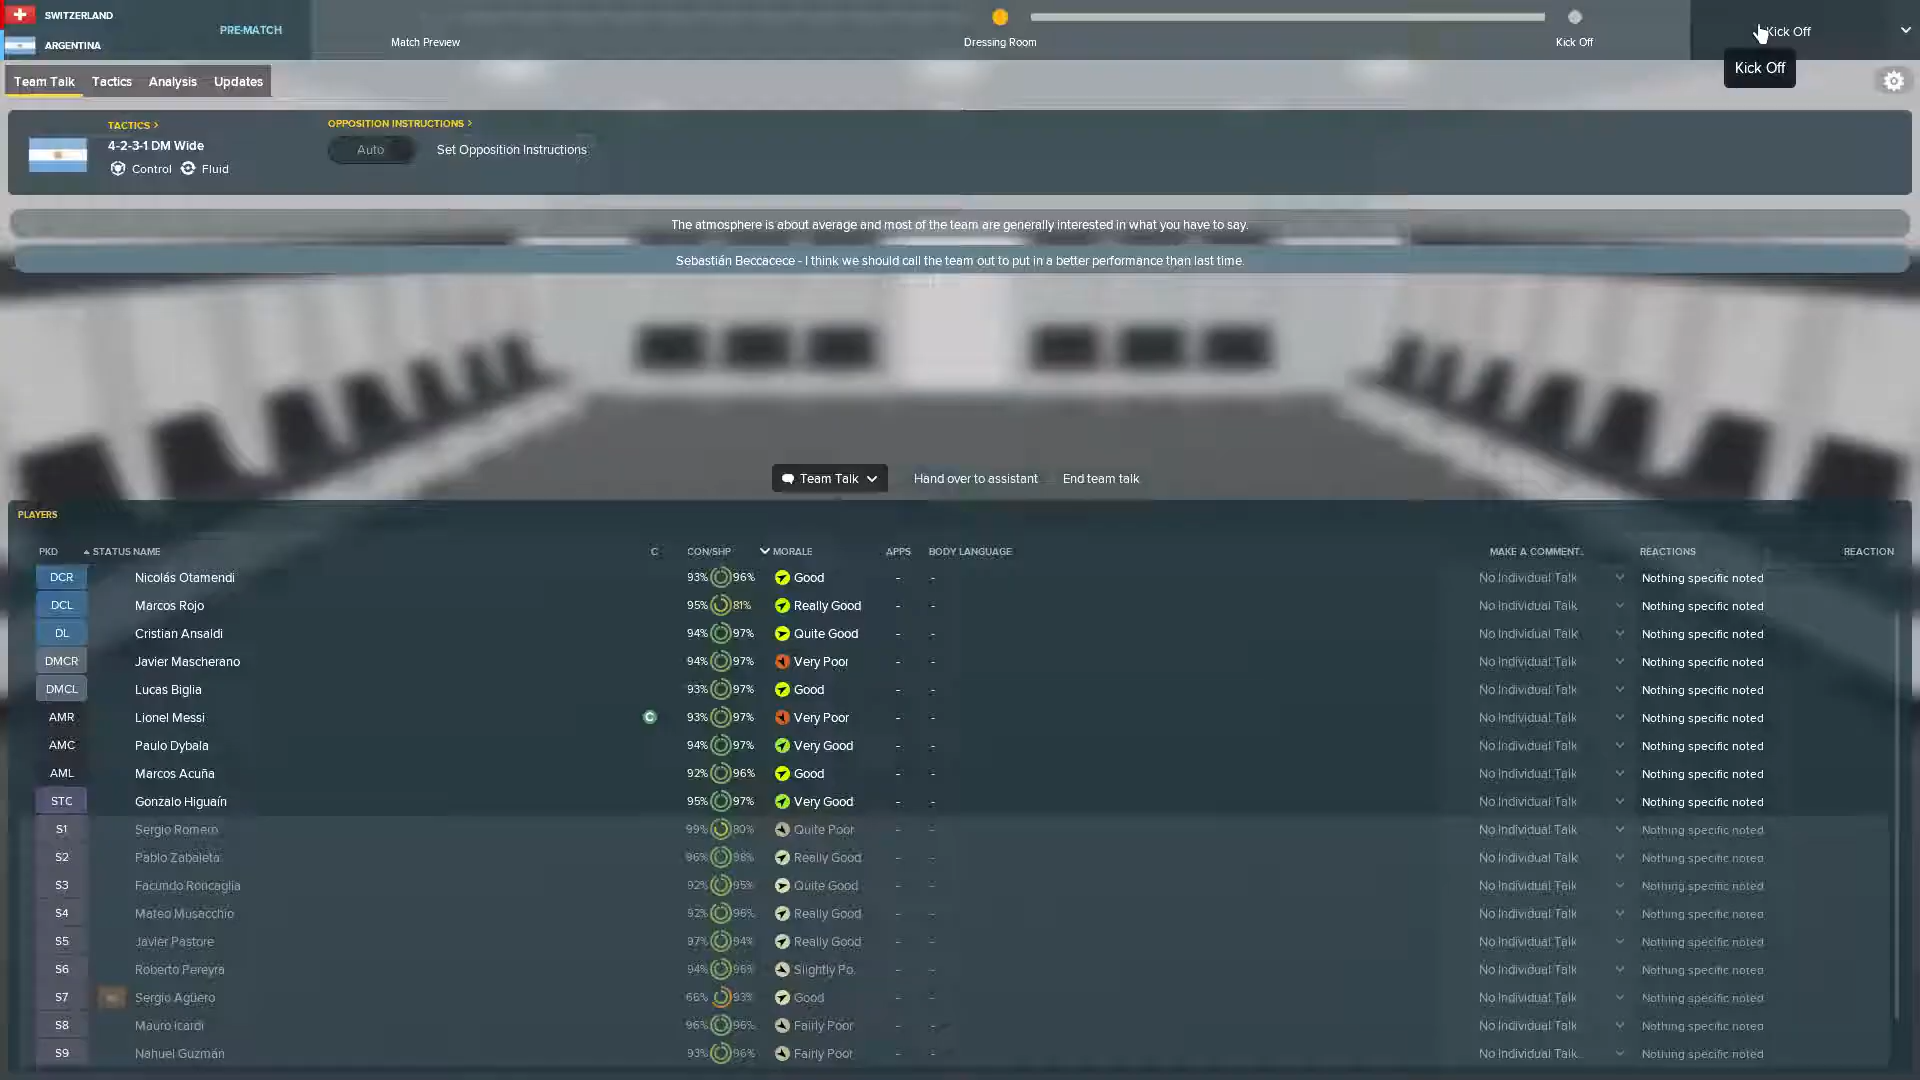 SWITZERLAND
ARGENTINA
PRE-MATCH
Match Preview
Dressing Room
Kick Off
Kick Off
Kick Off
Team Talk Tactics Analysis Updates
TACTICS >
4-2-3-1 DM Wide
Control Fluid
OPPOSITION INSTRUCTIONS >
Auto Set Opposition Instructions
The atmosphere is about average and most of the team are generally interested in what you have to say.
Sebastián Beccacece - I think we should call the team out to put in a better performance than last time.
Team Talk Hand over to assistant End team talk
PLAYERS
PKD STATUS NAME C CON/SHP MORALE APPS BODY LANGUAGE MAKE A COMMENT.. REACTIONS REACTION
DCR Nicolás Otamendi 93% 96% Good - - No Individual Talk Nothing specific noted
DCL Marcos Rojo 95% 81% Really Good - - No Individual Talk Nothing specific noted
DL Cristian Ansaldi 94% 97% Quite Good - - No Individual Talk Nothing specific noted
DMCR Javier Mascherano 94% 97% Very Poor - - No Individual Talk Nothing specific noted
DMCL Lucas Biglia 93% 97% Good - - No Individual Talk Nothing specific noted
AMR Lionel Messi C 93% 97% Very Poor - - No Individual Talk Nothing specific noted
AMC Paulo Dybala 94% 97% Very Good - - No Individual Talk Nothing specific noted
AML Marcos Acuña 92% 96% Good - - No Individual Talk Nothing specific noted
STC Gonzalo Higuaín 95% 97% Very Good - - No Individual Talk Nothing specific noted
S1 Sergio Romero 99% 80% Quite Poor - - No Individual Talk Nothing specific noted
S2 Pablo Zabaleta 96% 98% Really Good - - No Individual Talk Nothing specific noted
S3 Facundo Roncaglia 92% 95% Quite Good - - No Individual Talk Nothing specific noted
S4 Mateo Musacchio 92% 96% Really Good - - No Individual Talk Nothing specific noted
S5 Javier Pastore 97% 94% Really Good - - No Individual Talk Nothing specific noted
S6 Roberto Pereyra 94% 96% Slightly Po.. - - No Individual Talk Nothing specific noted
S7 Sergio Agüero 66% 93% Good - - No Individual Talk Nothing specific noted
S8 Mauro Icardi 96% 96% Fairly Poor - - No Individual Talk Nothing specific noted
S9 Nahuel Guzmán 93% 96% Fairly Poor - - No Individual Talk Nothing specific noted